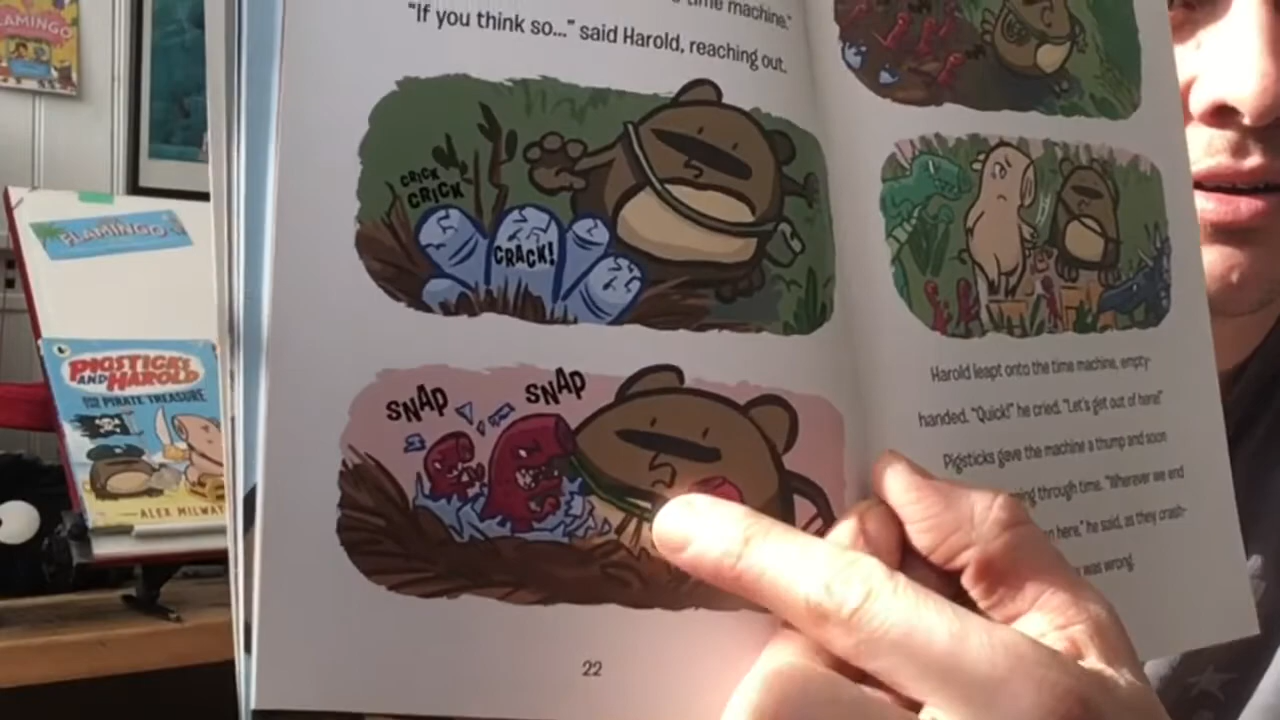 FLAMINGO
FLAMINGO
PIGSTICKS
AND HAROLD
AND THE PIRATE TREASURE
ALEX MILWAY
time machine."
"If you think so..." said Harold, reaching out.
CRICK
CRICK
CRACK!
SNAP
SNAP
22
Harold leapt onto the time machine, empty-
handed. "Quick!" he cried. "Let's get out of here!"
Pigsticks gave the machine a thump and soon
through time. "Wherever we end
here," he said, as they crash-
was wrong.